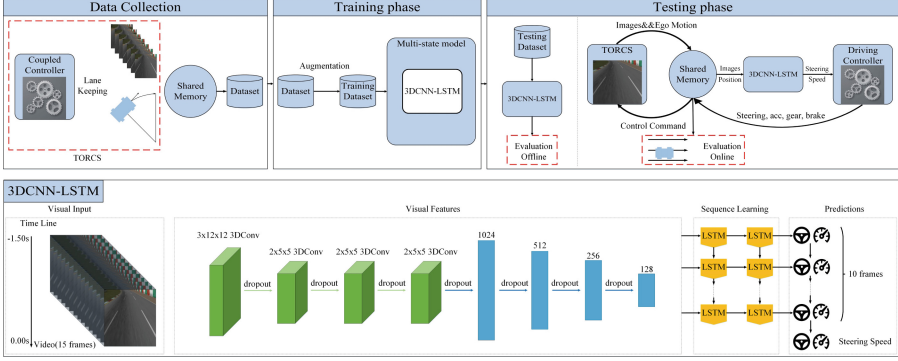 Data Collection
Training phase
Testing phase
Coupled
Controller
Lane
Keeping
TORCS
Shared
Memory
Dataset
Augmentation
Dataset
Training
Dataset
Multi-state model
3DCNN-LSTM
Testing
Dataset
3DCNN-LSTM
Evaluation
Offline
Images&&Ego Motion
TORCS
Shared
Memory
Images
Position
3DCNN-LSTM
Steering
Speed
Driving
Controller
Steering, acc, gear, brake
Control Command
Evaluation
Online
3DCNN-LSTM
Visual Input
Visual Features
Sequence Learning
Predictions
Time Line
-1.50s
0.00s
Video(15 frames)
3x12x12 3DConv
2x5x5 3DConv
2x5x5 3DConv
2x5x5 3DConv
dropout
dropout
dropout
dropout
dropout
dropout
dropout
1024
512
256
128
LSTM
LSTM
LSTM
LSTM
LSTM
LSTM
10 frames
Steering Speed